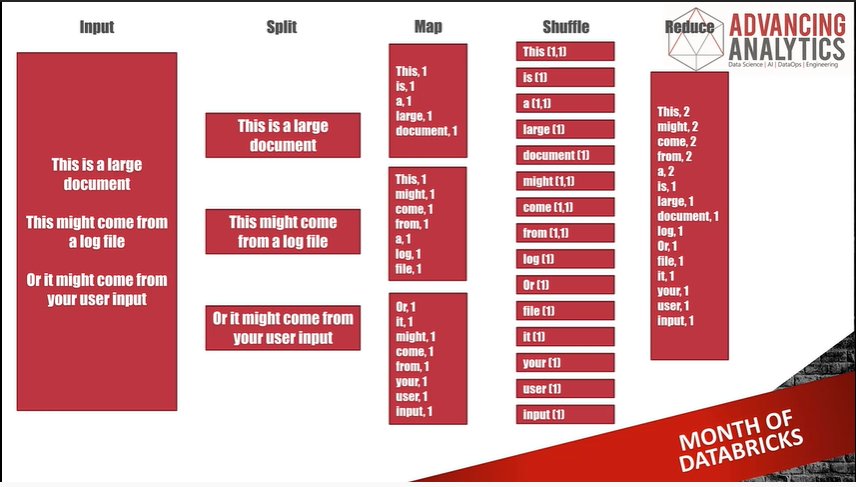 Input
Split
Map
Shuffle
Reduce
ADVANCING
ANALYTICS
Data Science | AI | DataOps | Engineering
This is a large
document
This might come from
a log file
Or it might come from
your user input
This is a large
document
This might come
from a log file
Or it might come from
your user input
This, 1
is, 1
a, 1
large, 1
document, 1
This, 1
might, 1
come, 1
from, 1
a, 1
log, 1
file, 1
Or, 1
it, 1
might, 1
come, 1
from, 1
your, 1
user, 1
input, 1
This (1,1)
is (1)
a (1,1)
large (1)
document (1)
might (1,1)
come (1,1)
from (1,1)
log (1)
Or (1)
file (1)
it (1)
your (1)
user (1)
input (1)
This, 2
might, 2
come, 2
from, 2
a, 2
is, 1
large, 1
document, 1
log, 1
Or, 1
file, 1
it, 1
your, 1
user, 1
input, 1
MONTH OF
DATABRICKS